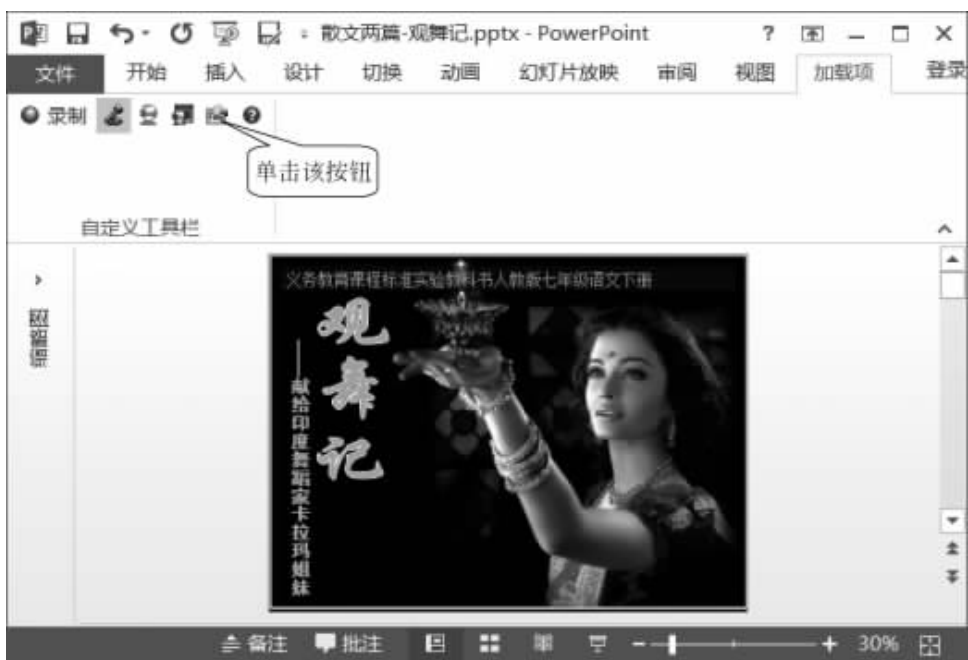 散文两篇-观舞记.pptx - PowerPoint
文件 开始 插入 设计 切换 动画 幻灯片放映 审阅 视图 加载项 登录
录制
单击该按钮
自定义工具栏
缩略图
义务教育课程标准实验教科书人教版七年级语文下册
观舞记
——献给印度舞蹈家卡拉玛姐妹
备注 批注 30%